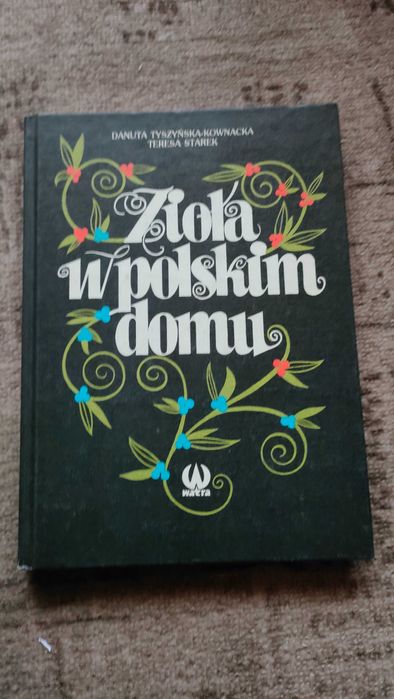 DANUTA TYSZYŃSKA-KOWNACKA
TERESA STAREK
Zioła
w polskim
domu
watra